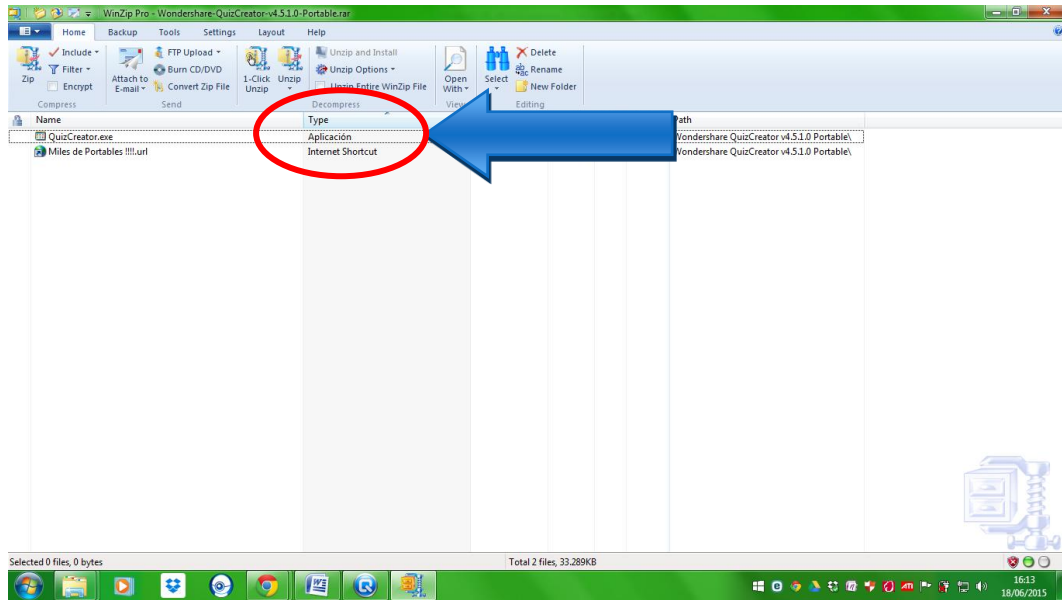 WinZip Pro - Wondershare-QuizCreator-v4.5.1.0-Portable.rar
Home Backup Tools Settings Layout Help
Zip
Include
Filter
Encrypt
Compress
Attach to E-mail
FTP Upload
Burn CD/DVD
Convert Zip File
Send
1-Click Unzip
Unzip
Unzip and Install
Unzip Options
Unzip Entire WinZip File
Decompress
Open With
View
Select
Delete
Rename
New Folder
Editing
Name Type Path
QuizCreator.exe Aplicación Wondershare QuizCreator v4.5.1.0 Portable\
Miles de Portables !!!!.url Internet Shortcut Wondershare QuizCreator v4.5.1.0 Portable\
Selected 0 files, 0 bytes Total 2 files, 33.289KB
16:13
18/06/2015